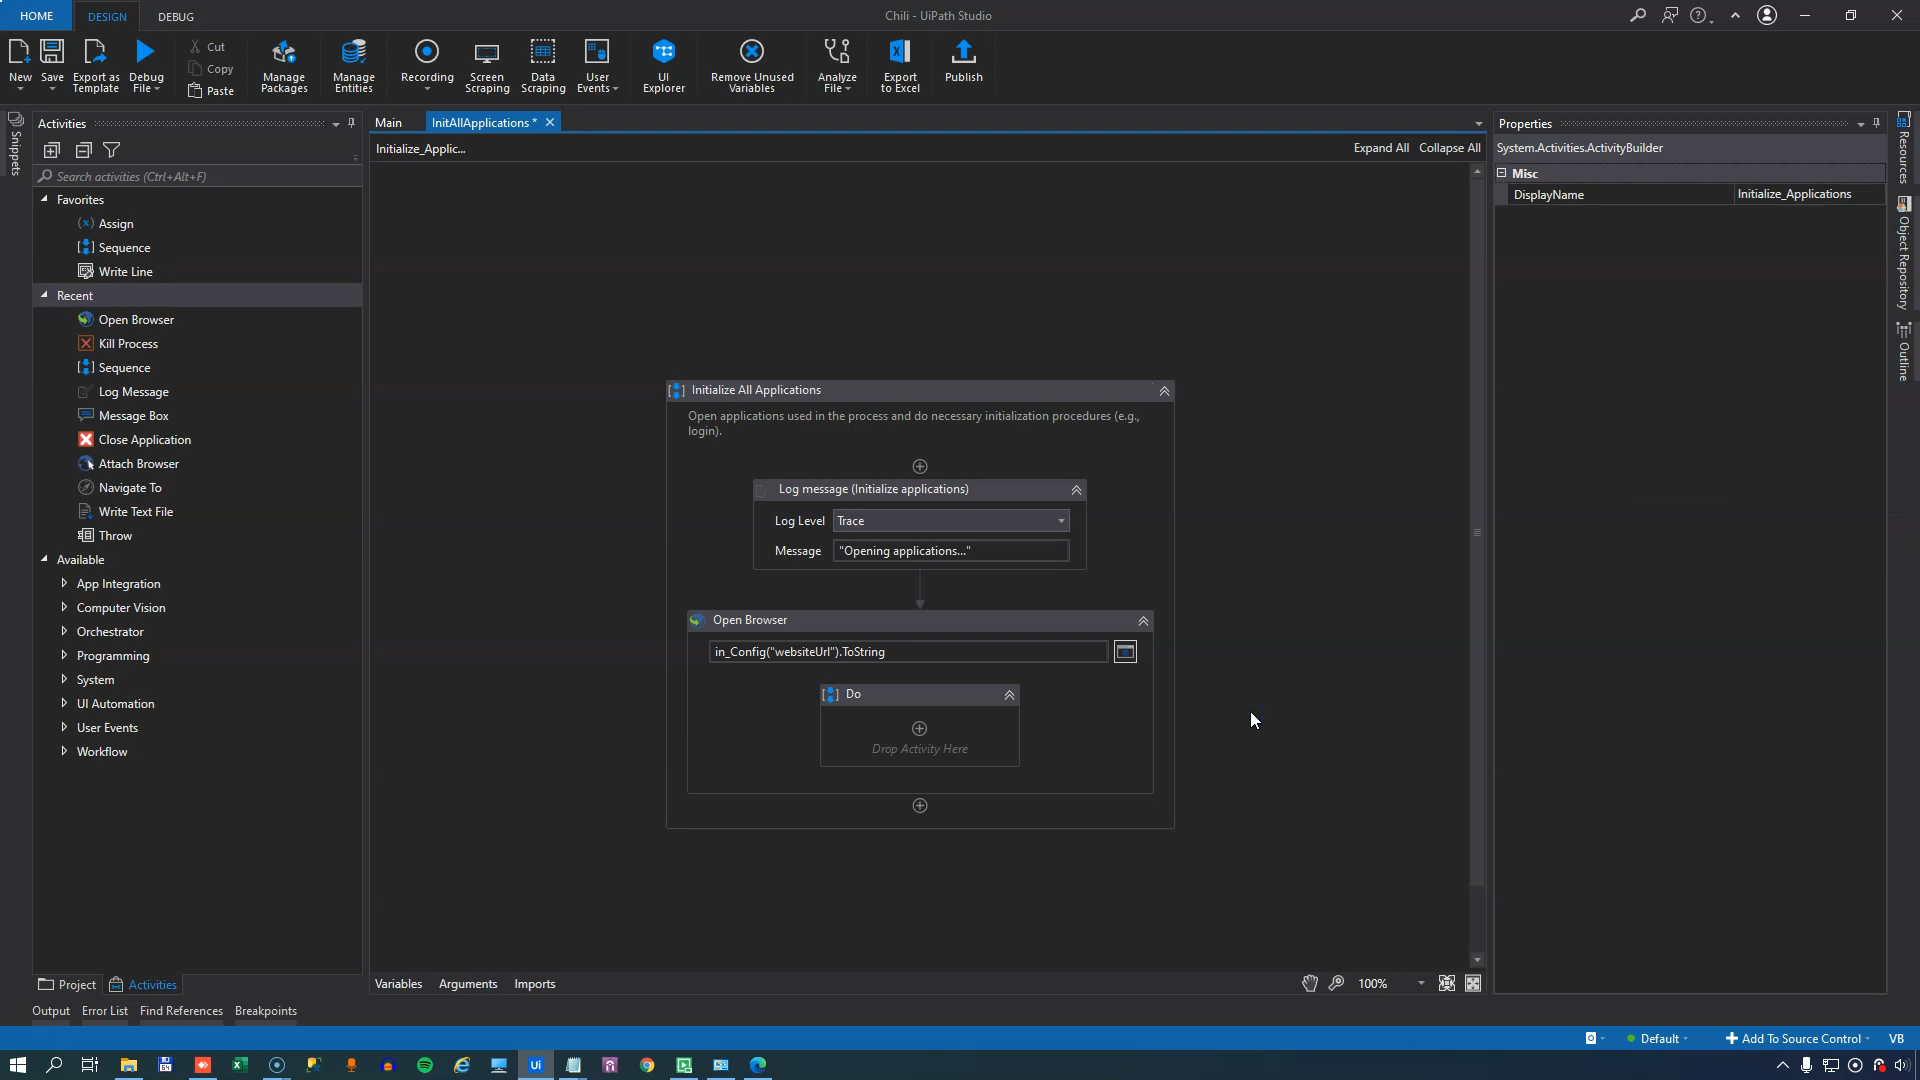 HOME
DESIGN
DEBUG
Chili - UiPath Studio
New
Save
Export as
Template
Debug
File
Cut
Copy
Paste
Manage
Packages
Manage
Entities
Recording
Screen
Scraping
Data
Scraping
User
Events
UI
Explorer
Remove Unused
Variables
Analyze
File
Export
to Excel
Publish
Snippets
Activities
Search activities (Ctrl+Alt+F)
Favorites
Assign
Sequence
Write Line
Recent
Open Browser
Kill Process
Sequence
Log Message
Message Box
Close Application
Attach Browser
Navigate To
Write Text File
Throw
Available
App Integration
Computer Vision
Orchestrator
Programming
System
UI Automation
User Events
Workflow
Project
Activities
Main
InitAllApplications *
Initialize_Applic...
Expand All
Collapse All
Initialize All Applications
Open applications used in the process and do necessary initialization procedures (e.g.,
login).
Log message (Initialize applications)
Log Level
Trace
Message
"Opening applications..."
Open Browser
in_Config("websiteUrl").ToString
Do
Drop Activity Here
Variables
Arguments
Imports
100%
Properties
System.Activities.ActivityBuilder
Misc
DisplayName
Initialize_Applications
Resources
Object Repository
Outline
Output
Error List
Find References
Breakpoints
Default
Add To Source Control
VB
Ui